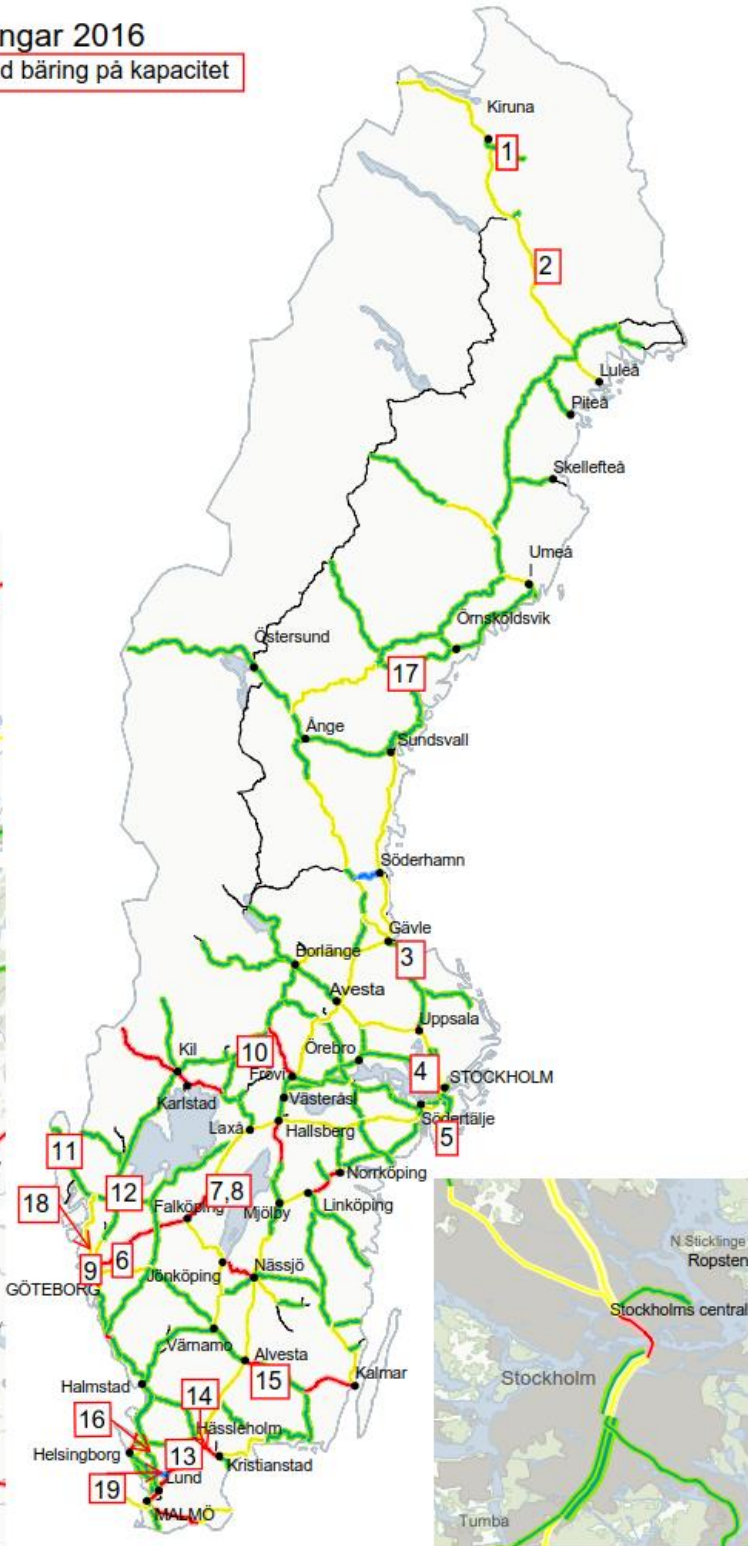 ngar 2016
d bäring på kapacitet
Kiruna
1
2
Luleå
Piteå
Skellefteå
Umeå
Örnsköldsvik
Östersund
17
Ånge
Sundsvall
Söderhamn
Gävle
Borlänge
3
Avesta
Uppsala
10
Örebro
Kil
Frövi
4
STOCKHOLM
Karlstad
Västerås
Södertälje
Laxå
Hallsberg
5
11
Norrköping
12
7,8
Linköping
18
Falköping
Mjölby
N.Sticklinge
6
Ropsten
9
Jönköping
Nässjö
GÖTEBORG
Stockholms central
Värnamo
Alvesta
Stockholm
15
Kalmar
Halmstad
14
16
Hässleholm
Helsingborg
13
Kristianstad
Lund
19
MALMÖ
Tumba